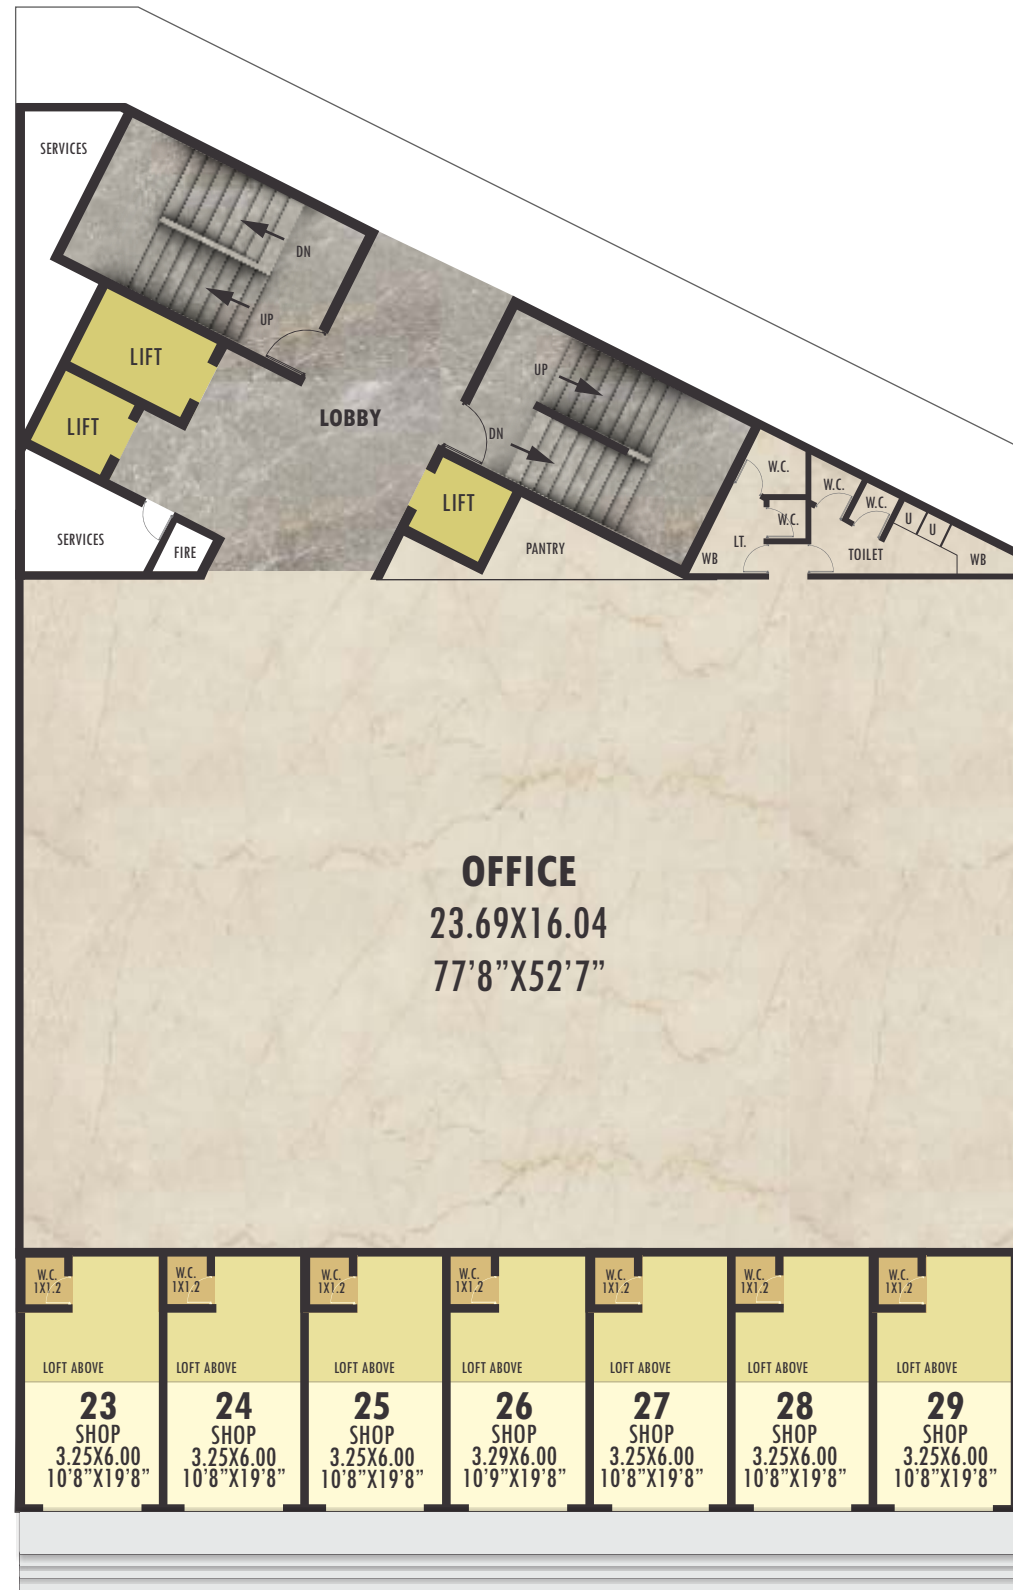 SERVICES
DN
UP
LIFT
LIFT
LOBBY
UP
DN
LIFT
PANTRY
SERVICES
FIRE
W.C.
W.C.
W.C.
W.C.
U
U
LT.
WB
TOILET
WB
OFFICE
23.69X16.04
77'8”X52'7”
W.C.
1X1.2
W.C.
1X1.2
W.C.
1X1.2
W.C.
1X1.2
W.C.
1X1.2
W.C.
1X1.2
W.C.
1X1.2
LOFT ABOVE
LOFT ABOVE
LOFT ABOVE
LOFT ABOVE
LOFT ABOVE
LOFT ABOVE
LOFT ABOVE
23
SHOP
3.25X6.00
10'8”X19'8”
24
SHOP
3.25X6.00
10'8”X19'8”
25
SHOP
3.25X6.00
10'8”X19'8”
26
SHOP
3.29X6.00
10'9”X19'8”
27
SHOP
3.25X6.00
10'8”X19'8”
28
SHOP
3.25X6.00
10'8”X19'8”
29
SHOP
3.25X6.00
10'8”X19'8”